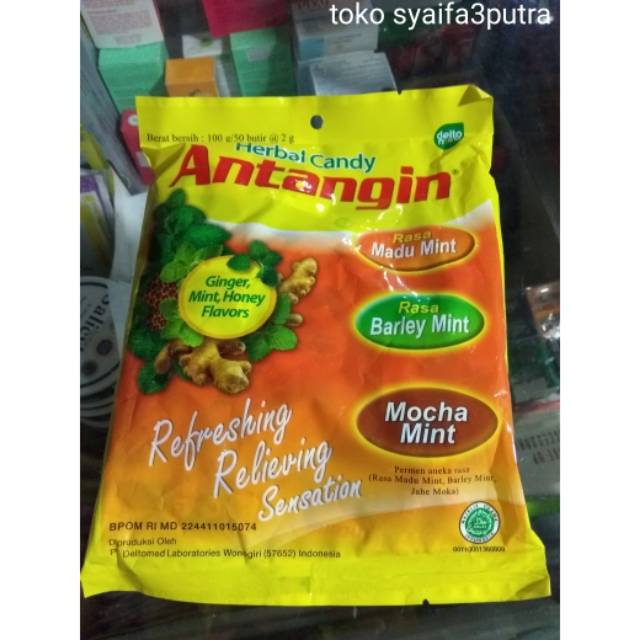 toko syaifa3putra
Berat bersih : 100 g/50 butir @ 2 g
delto
Herbal Candy
Antangin
Rasa
Madu Mint
Ginger,
Mint, Honey
Flavors
Rasa
Barley Mint
Mocha
Mint
Refreshing
Relieving
Sensation
Permen aneka rasa
(Rasa Madu Mint, Barley Mint,
Jahe Moka)
BPOM RI MD 224411015074
Diproduksi Oleh
PT Deltomed Laboratories Wonogiri (57652) Indonesia